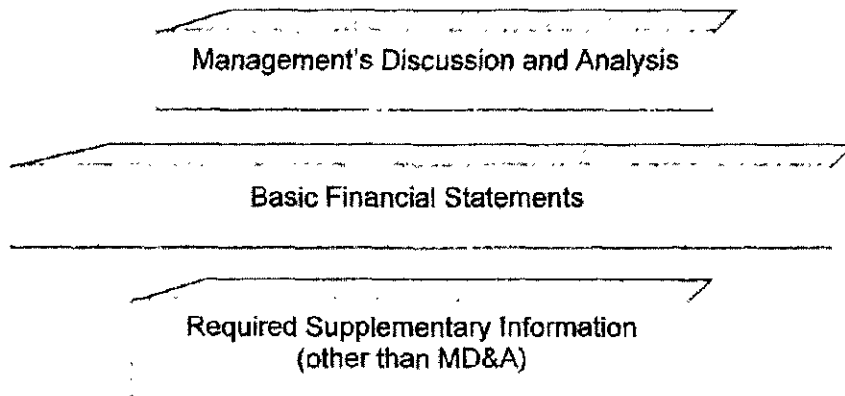 Management's Discussion and Analysis
Basic Financial Statements
Required Supplementary Information
(other than MD&A)